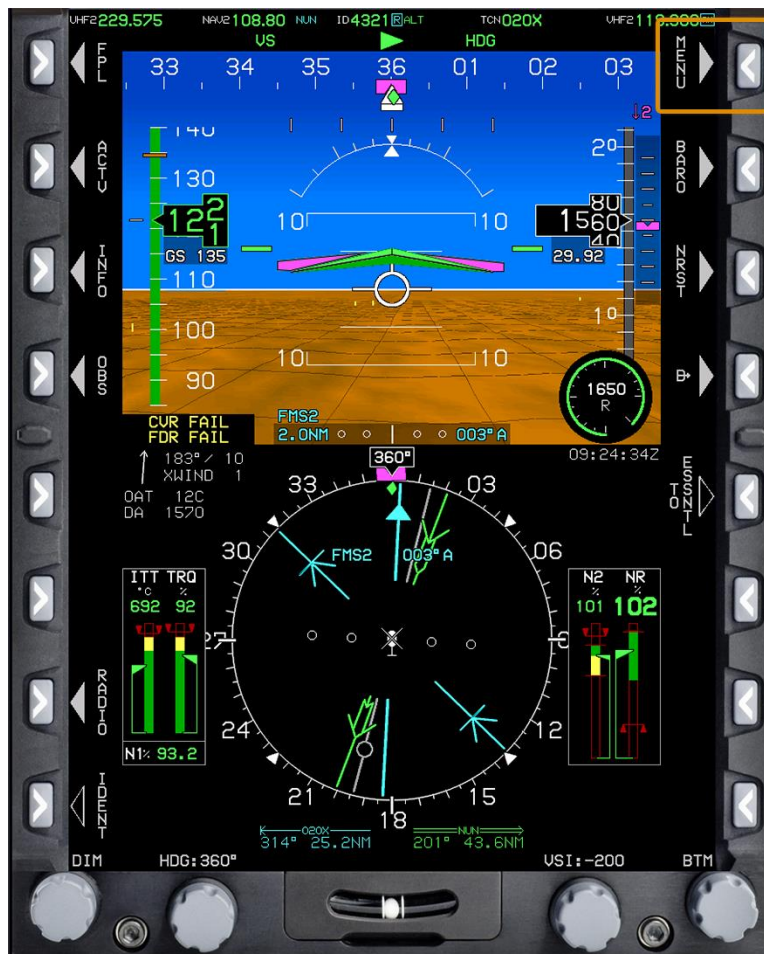 VHF2 229.575 NAV2 108.80 NUN ID 4321 R ALT TCN 020X VHF2
VS HDG
FPL
MENU
33 34 35 36 01 02 03
2
ACTV
BARO
140
130
110
100
90
122
1
GS 135
20
10
80
1560
40
29.92
10 10
10 10
INFO
NRST
OBS
B
1650
R
CVR FAIL
FDR FAIL
FMS2
2.0NM 003° A
09:24:34Z
183°/ 10
XWIND 1
OAT 12C
DA 1570
360°
ESSNTL
TO
33 03
30 06
FMS2 003° A
24 12
21 15
18
ITT TRQ
°C %
692 92
N1% 93.2
N2 NR
% %
101 102
RADIO
IDENT
020X
314° 25.2NM
NUN
201° 43.6NM
DIM HDG:360° VSI:-200 BTM